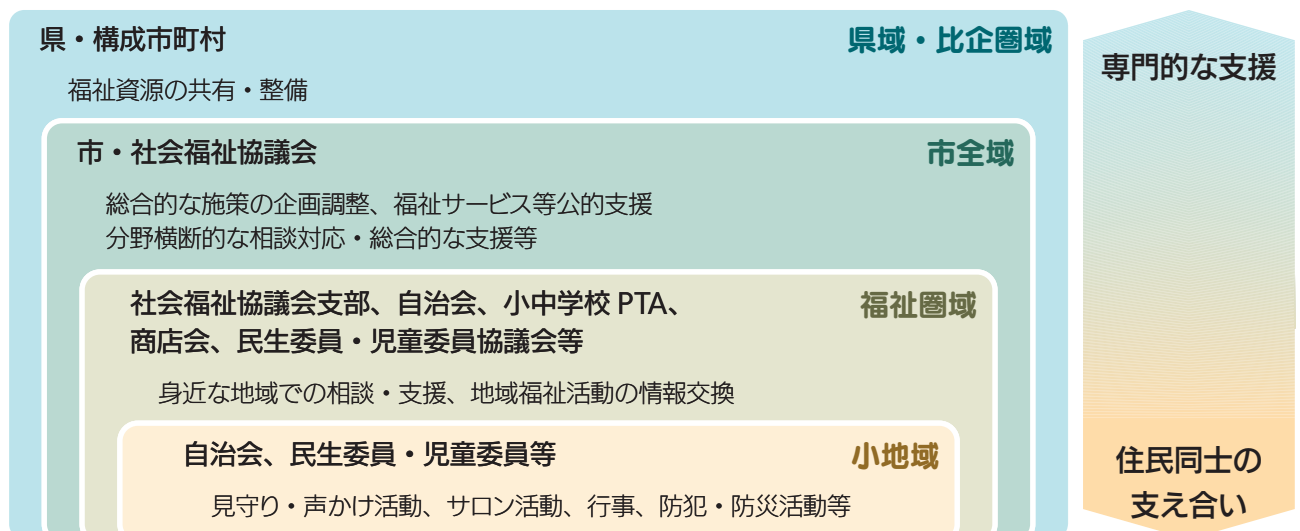 県・構成市町村
県域・比企圏域
福祉資源の共有・整備
市・社会福祉協議会
市全域
総合的な施策の企画調整、福祉サービス等公的支援
分野横断的な相談対応・総合的な支援等
社会福祉協議会支部、自治会、小中学校 PTA、
商店会、民生委員・児童委員協議会等
福祉圏域
身近な地域での相談・支援、地域福祉活動の情報交換
自治会、民生委員・児童委員等
小地域
見守り・声かけ活動、サロン活動、行事、防犯・防災活動等
専門的な支援
住民同士の
支え合い